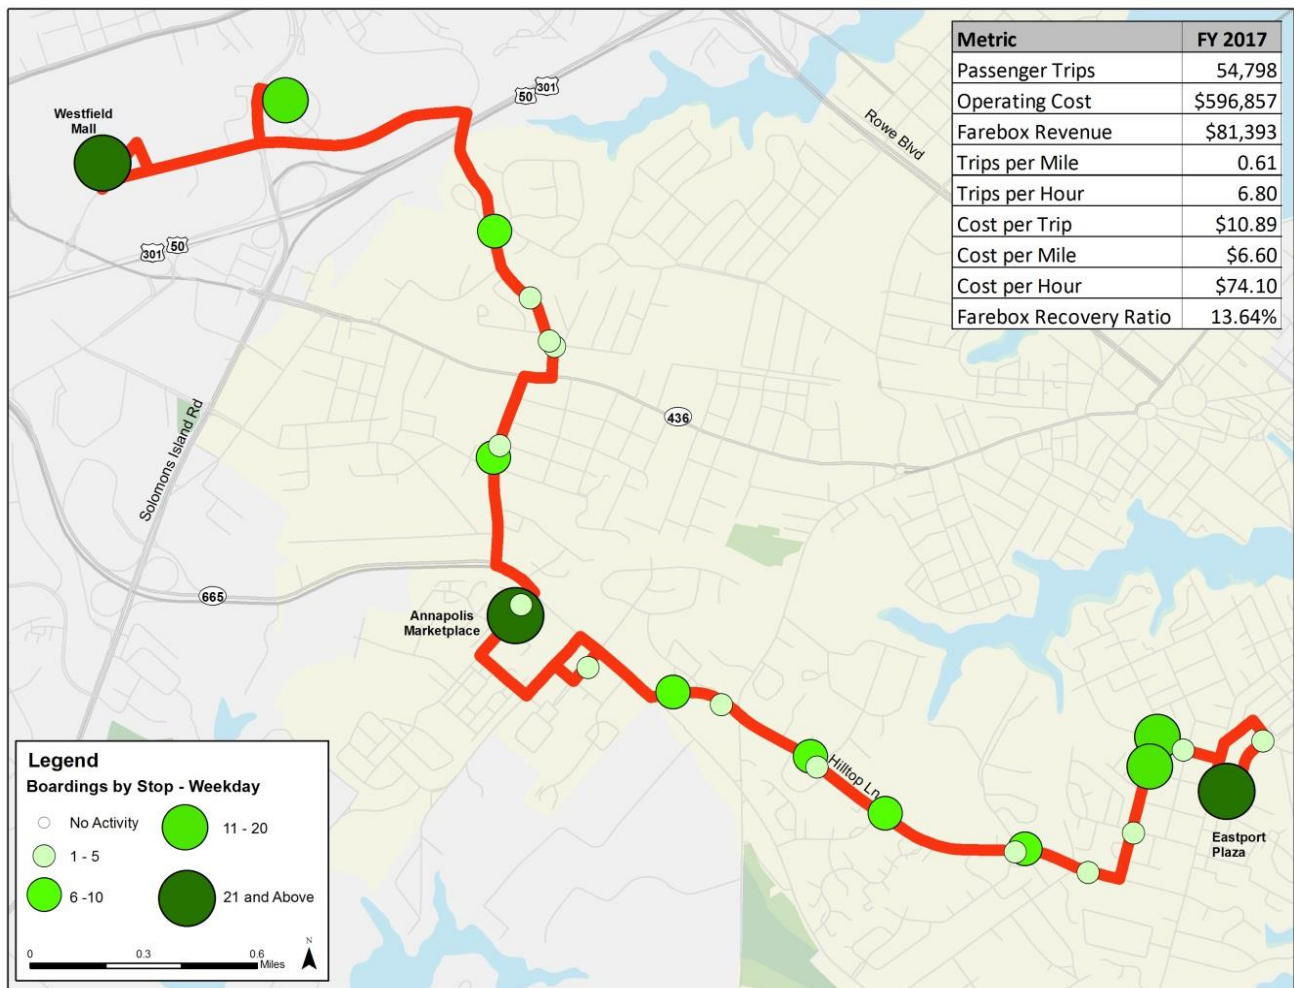 Metric FY 2017
Passenger Trips 54,798
Operating Cost $596,857
Farebox Revenue $81,393
Trips per Mile 0.61
Trips per Hour 6.80
Cost per Trip $10.89
Cost per Mile $6.60
Cost per Hour $74.10
Farebox Recovery Ratio 13.64%
Westfield
Mall
50
301
Rowe Blvd
301
50
Solomons Island Rd
436
665
Annapolis
Marketplace
Hilltop Ln
Eastport
Plaza
Legend
Boardings by Stop - Weekday
No Activity
1 - 5
6 -10
11 - 20
21 and Above
0 0.3 0.6
Miles
N